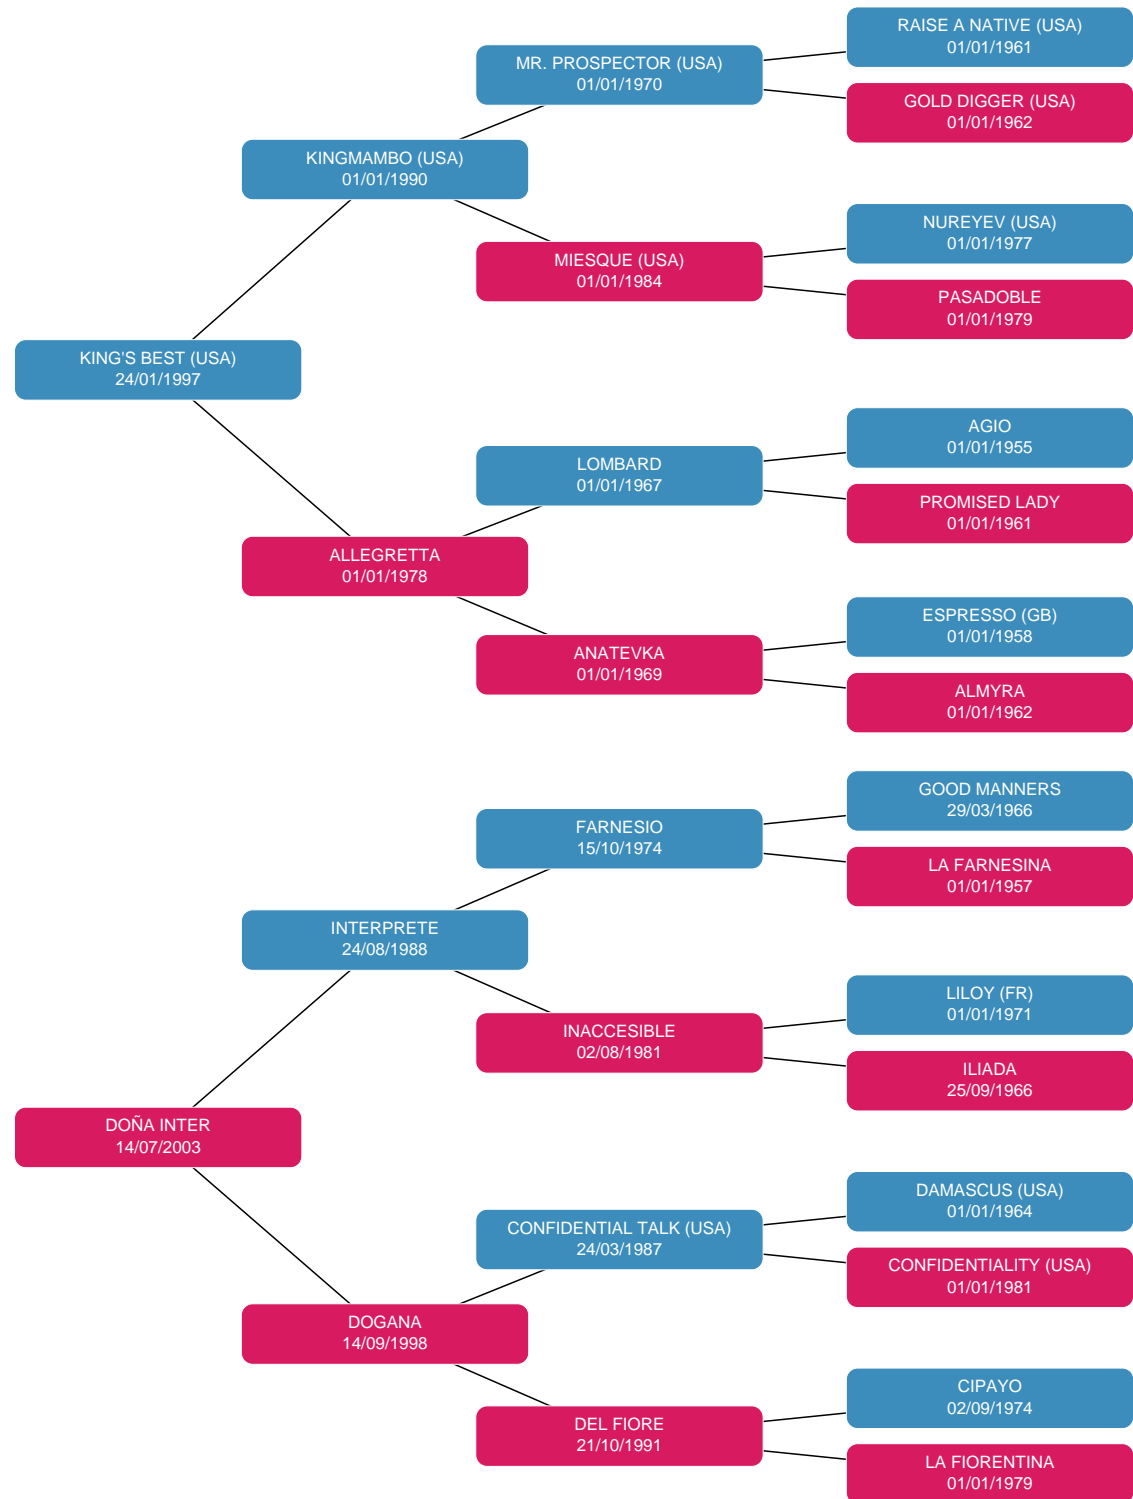 RAISE A NATIVE (USA)
01/01/1961
MR. PROSPECTOR (USA)
01/01/1970
GOLD DIGGER (USA)
01/01/1962
KINGMAMBO (USA)
01/01/1990
NUREYEV (USA)
01/01/1977
MIESQUE (USA)
01/01/1984
PASADOBLE
01/01/1979
KING'S BEST (USA)
24/01/1997
AGIO
01/01/1955
LOMBARD
01/01/1967
PROMISED LADY
01/01/1961
ALLEGRETTA
01/01/1978
ESPRESSO (GB)
01/01/1958
ANATEVKA
01/01/1969
ALMYRA
01/01/1962
GOOD MANNERS
29/03/1966
FARNESIO
15/10/1974
LA FARNESINA
01/01/1957
INTERPRETE
24/08/1988
LILOY (FR)
01/01/1971
INACCESIBLE
02/08/1981
ILIADA
25/09/1966
DOÑA INTER
14/07/2003
DAMASCUS (USA)
01/01/1964
CONFIDENTIAL TALK (USA)
24/03/1987
CONFIDENTIALITY (USA)
01/01/1981
DOGANA
14/09/1998
CIPAYO
02/09/1974
DEL FIORE
21/10/1991
LA FIORENTINA
01/01/1979